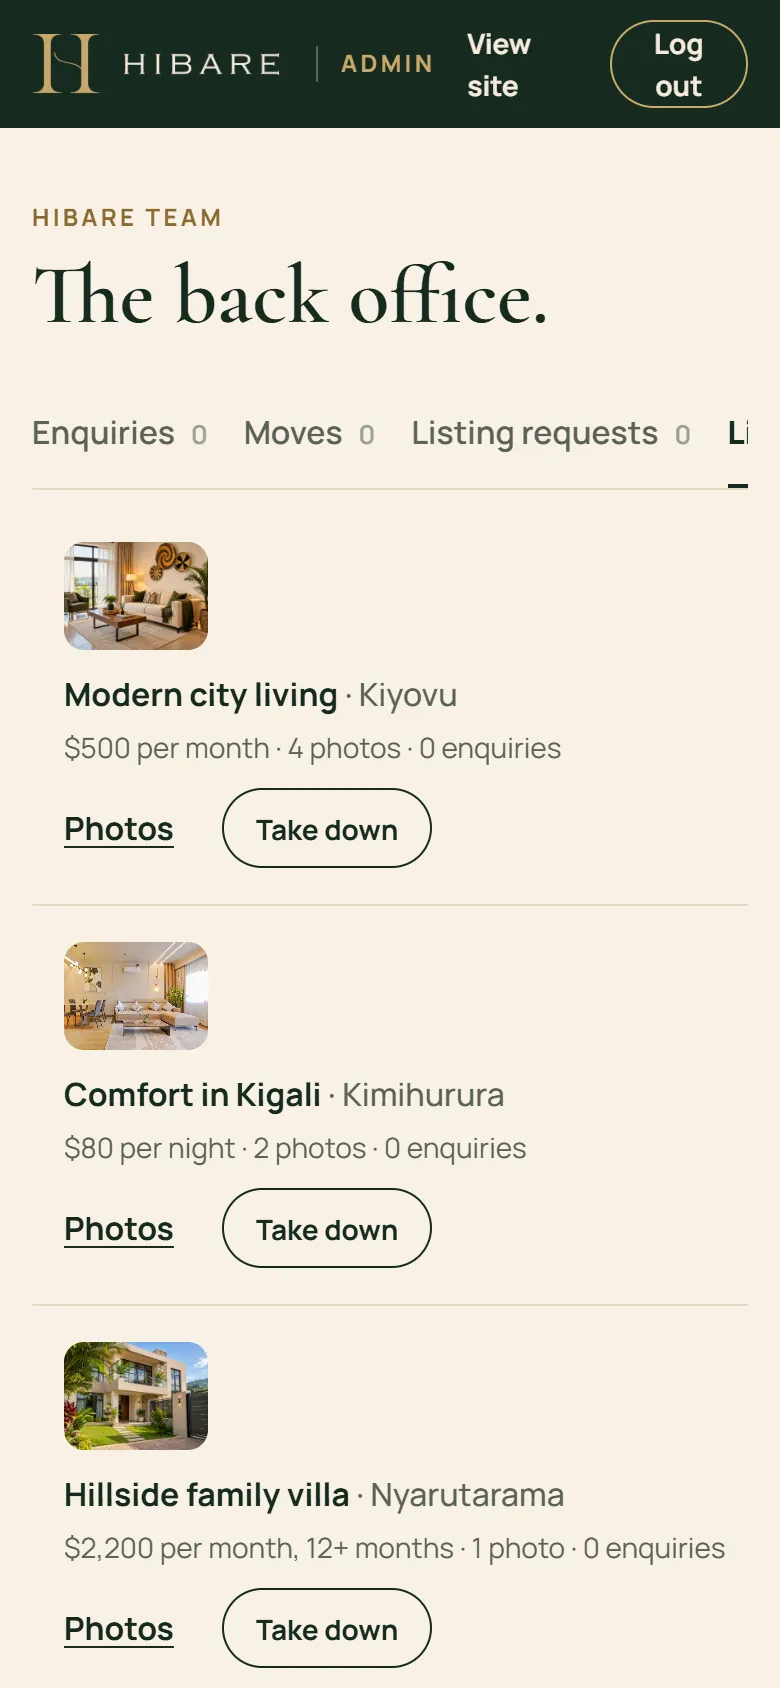 HIBARE ADMIN View site Log out
HIBARE TEAM
The back office.
Enquiries 0 Moves 0 Listing requests 0 Li
Modern city living · Kiyovu
$500 per month · 4 photos · 0 enquiries
Photos Take down
Comfort in Kigali · Kimihurura
$80 per night · 2 photos · 0 enquiries
Photos Take down
Hillside family villa · Nyarutarama
$2,200 per month, 12+ months · 1 photo · 0 enquiries
Photos Take down